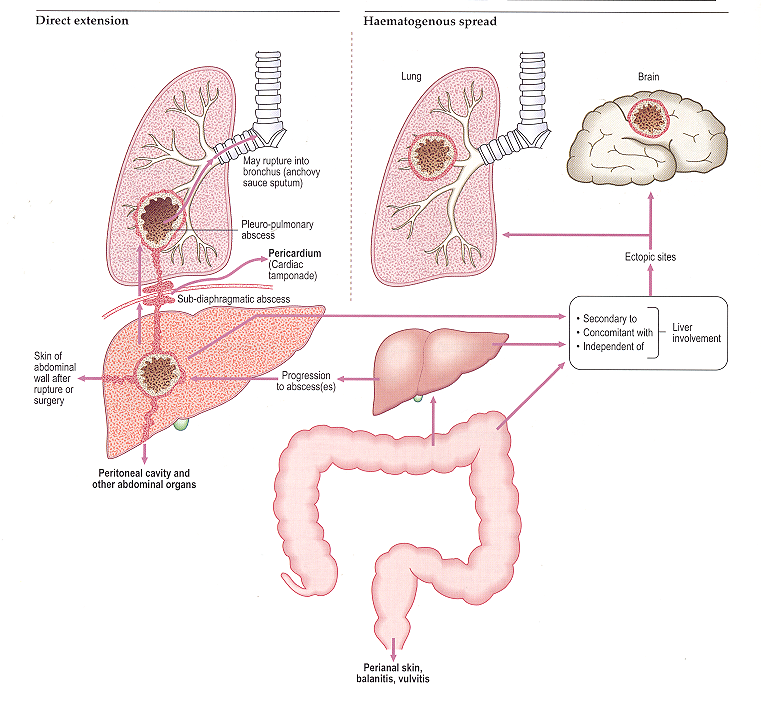 Direct extension
Haematogenous spread
Lung
Brain
May rupture into
bronchus (anchovy
sauce sputum)
Pleuro-pulmonary
abscess
Pericardium
(Cardiac
tamponade)
Sub-diaphragmatic abscess
Ectopic sites
• Secondary to
• Concomitant with
• Independent of
Liver
involvement
Skin of
abdominal
wall after
rupture or
surgery
Progression
to abscess(es)
Peritoneal cavity and
other abdominal organs
Perianal skin,
balanitis, vulvitis